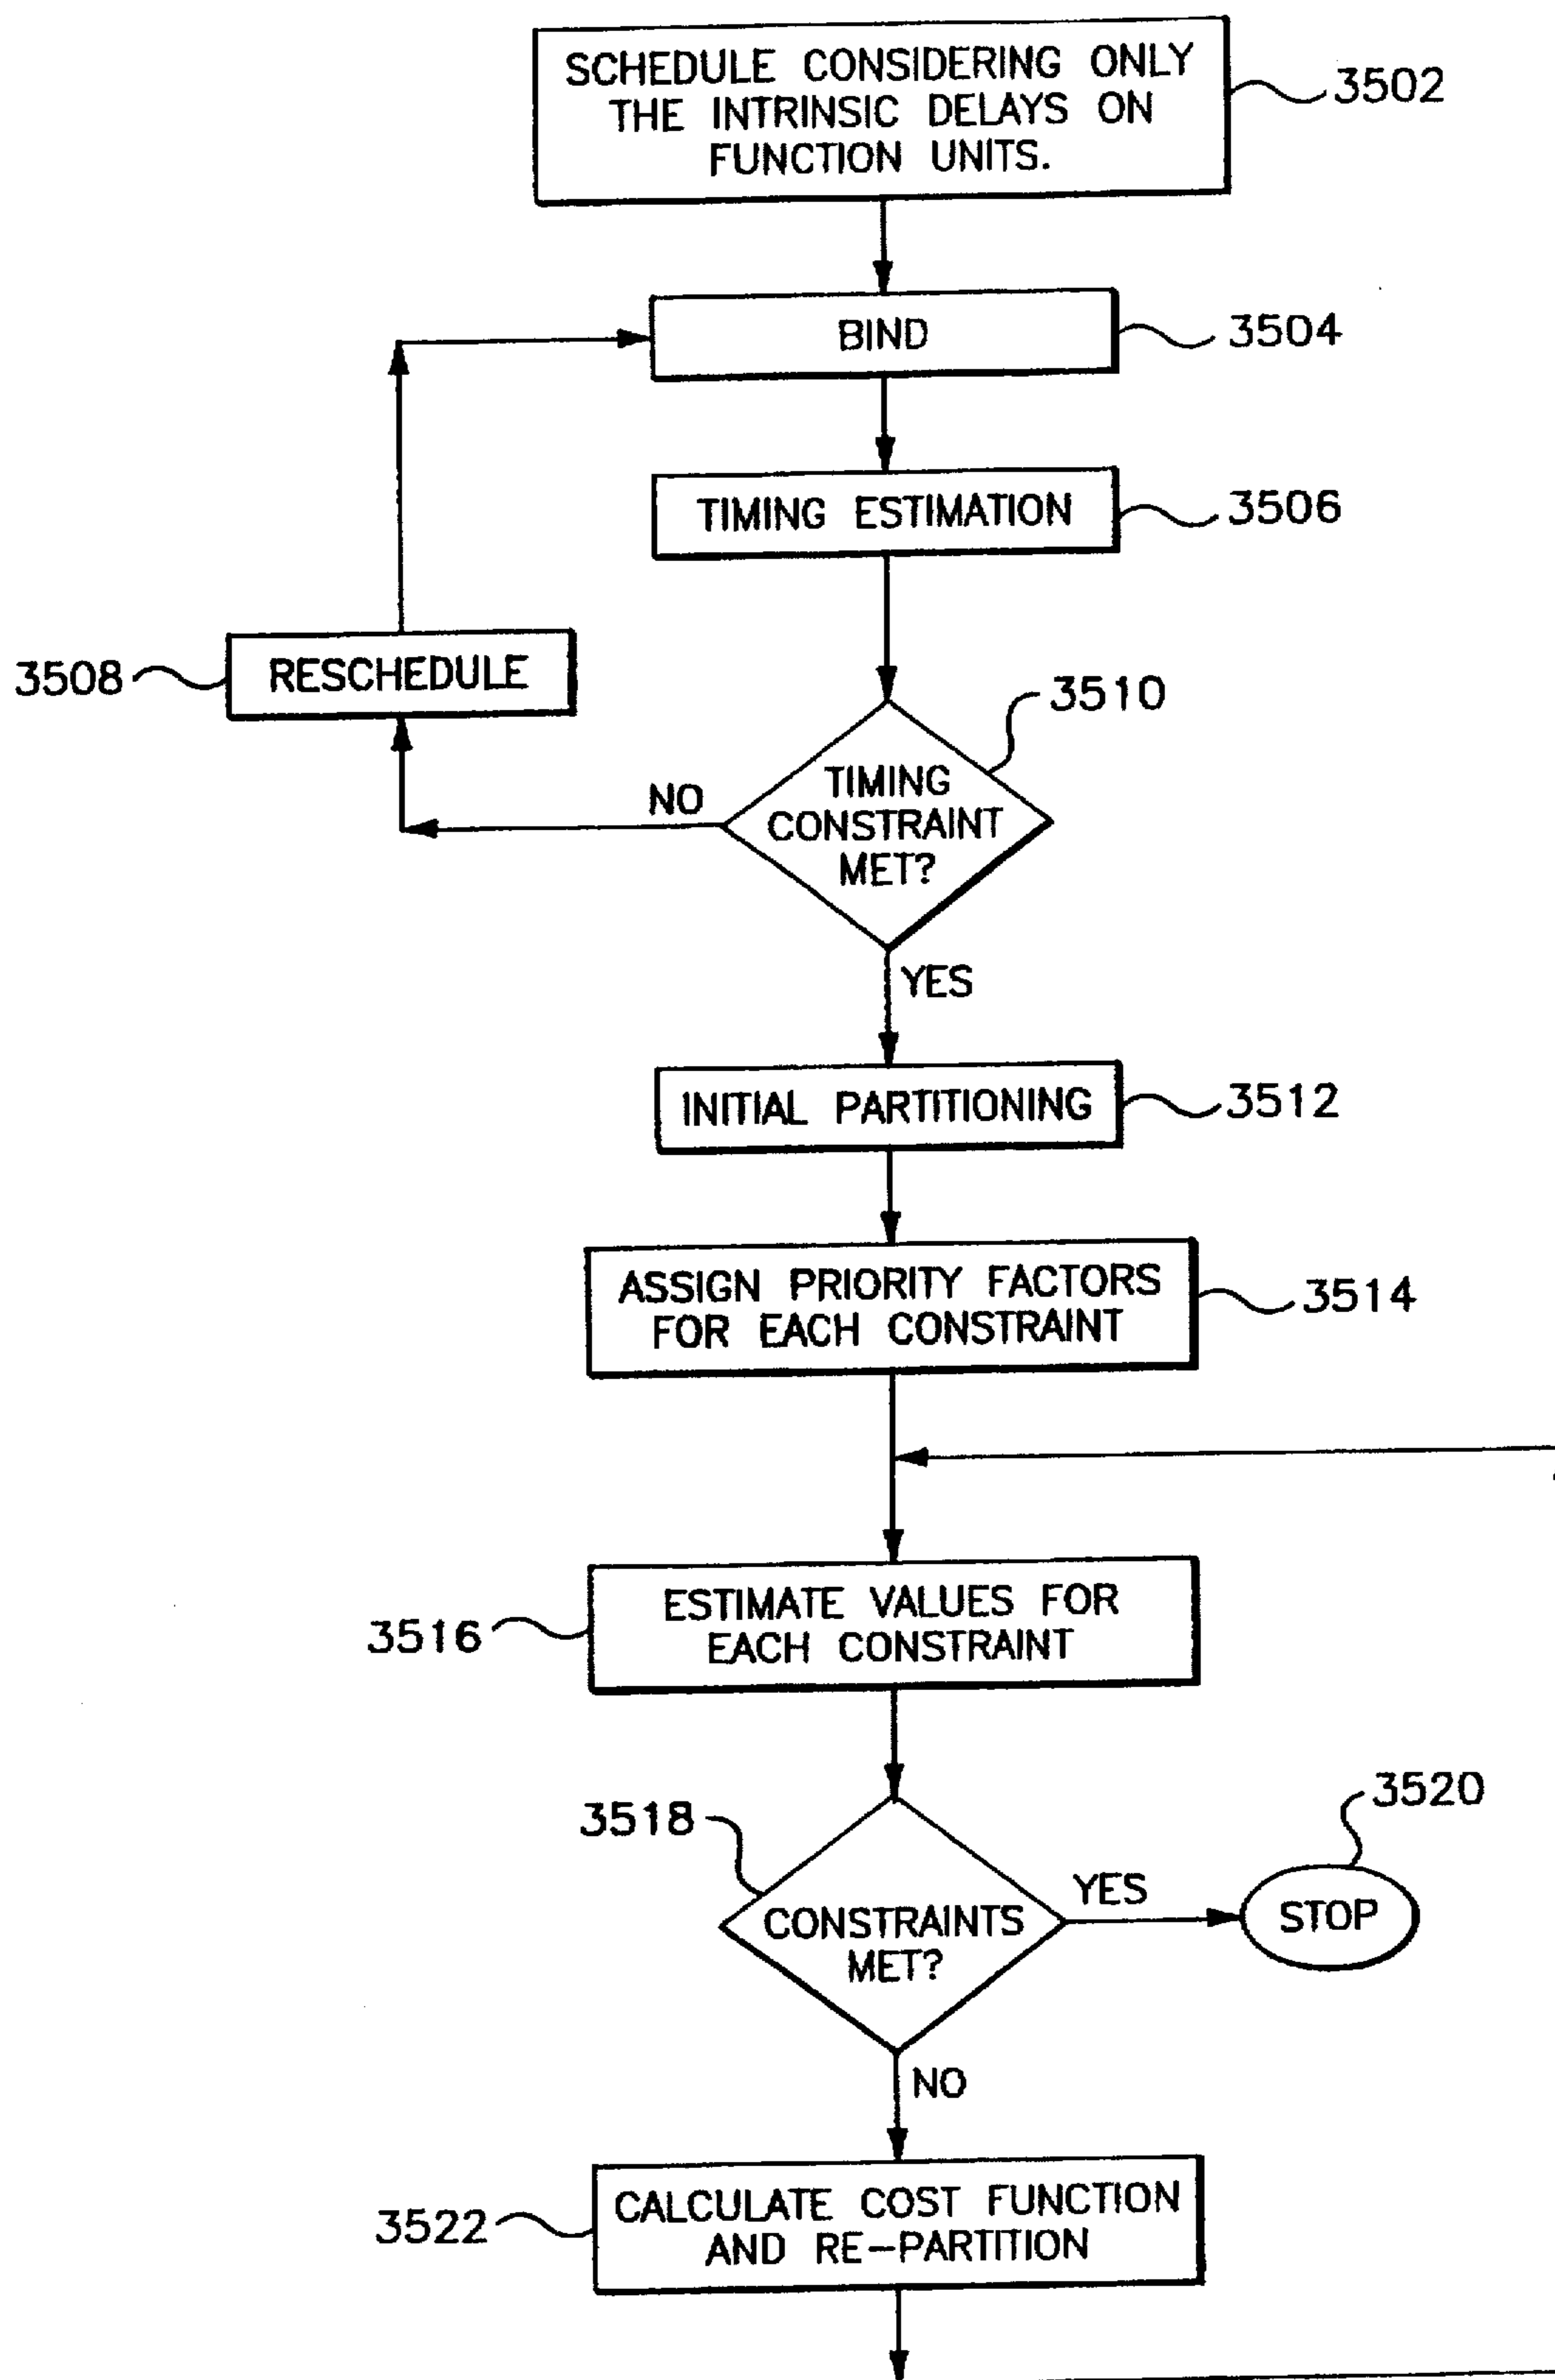 SCHEDULE CONSIDERING ONLY
THE INTRINSIC DELAYS ON
FUNCTION UNITS.
3502
BIND
3504
TIMING ESTIMATION
3506
3508
RESCHEDULE
3510
TIMING
CONSTRAINT
MET?
NO
YES
INITIAL PARTITIONING
3512
ASSIGN PRIORITY FACTORS
FOR EACH CONSTRAINT
3514
ESTIMATE VALUES FOR
EACH CONSTRAINT
3516
3518
CONSTRAINTS
MET?
YES
3520
STOP
NO
CALCULATE COST FUNCTION
AND RE-PARTITION
3522